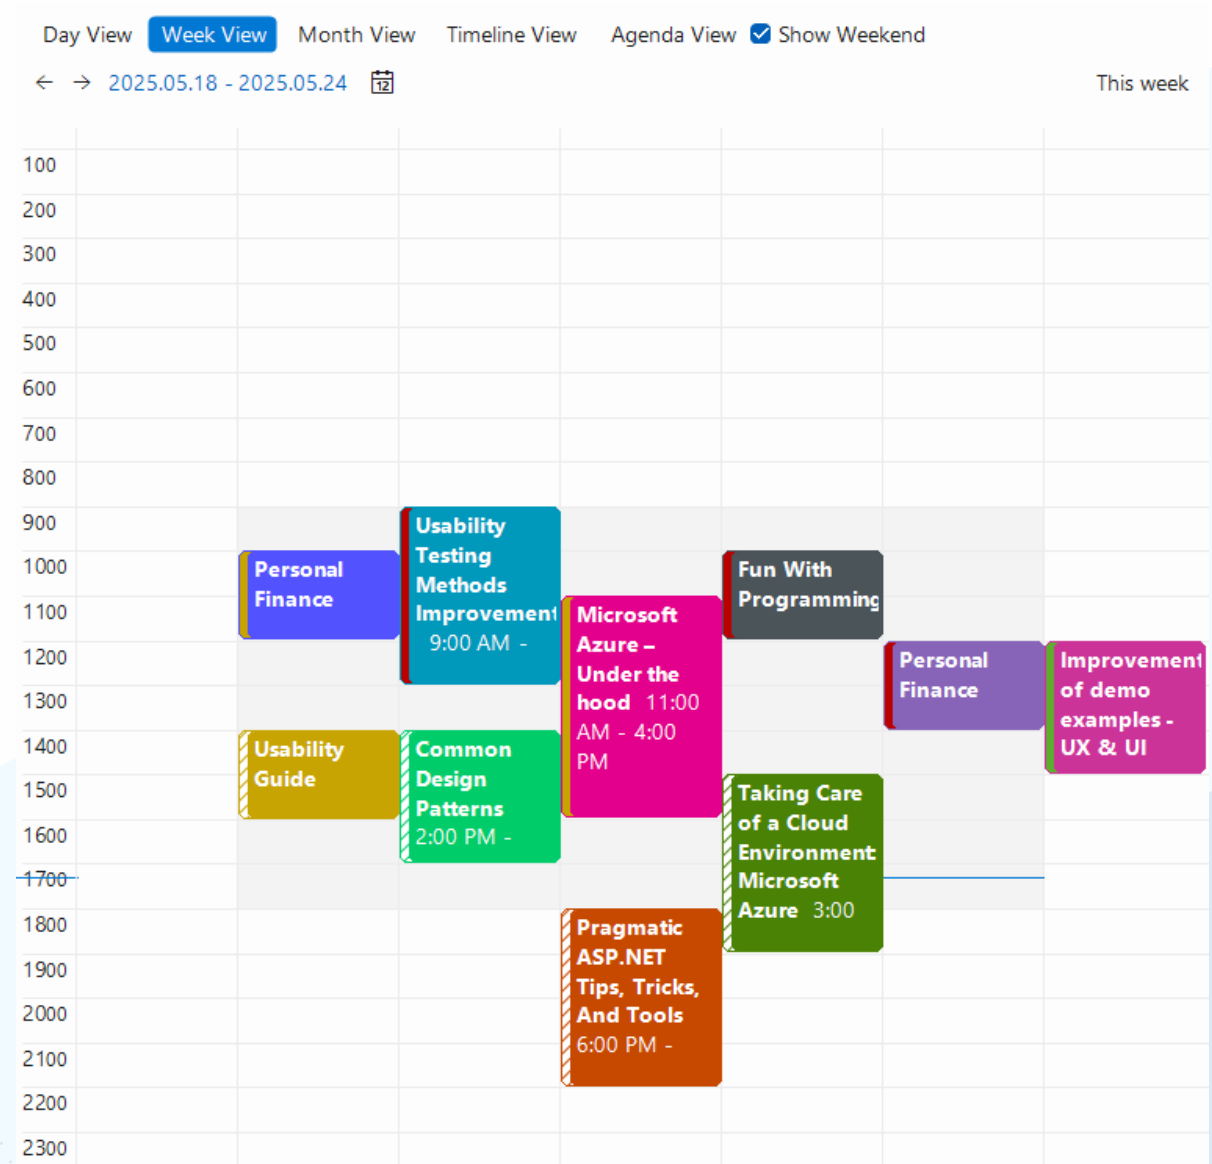 Day View Week View Month View Timeline View Agenda View Show Weekend
2025.05.18 - 2025.05.24 12 This week
100
200
300
400
500
600
700
800
900
1000
1100
1200
1300
1400
1500
1600
1700
1800
1900
2000
2100
2200
2300
Personal
Finance
Usability
Guide
Usability
Testing
Methods
Improvement
9:00 AM -
Common
Design
Patterns
2:00 PM -
Microsoft
Azure –
Under the
hood 11:00
AM - 4:00
PM
Pragmatic
ASP.NET
Tips, Tricks,
And Tools
6:00 PM -
Fun With
Programming
Taking Care
of a Cloud
Environment:
Microsoft
Azure 3:00
Personal
Finance
Improvement
of demo
examples -
UX & UI